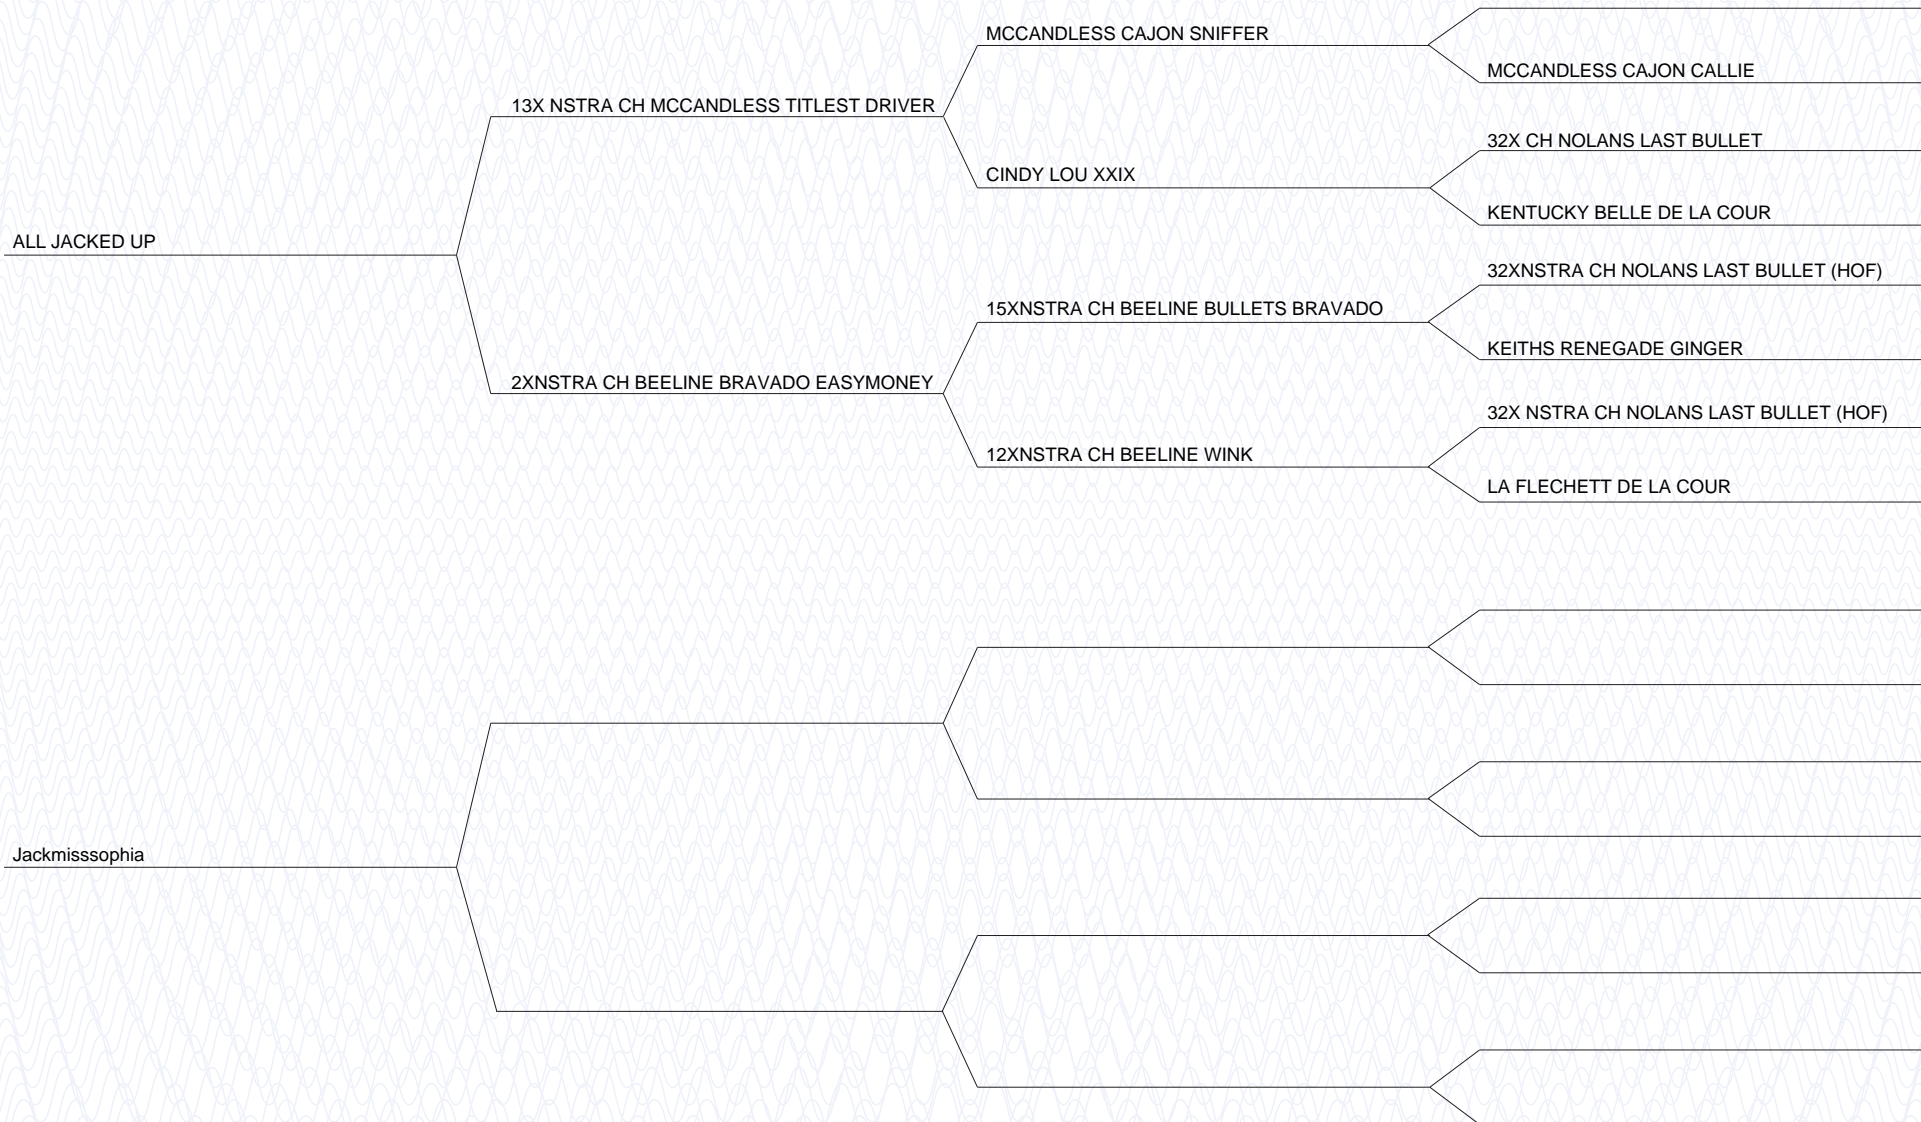 MCCANDLESS CAJON SNIFFER
MCCANDLESS CAJON CALLIE
13X NSTRA CH MCCANDLESS TITLEST DRIVER
32X CH NOLANS LAST BULLET
CINDY LOU XXIX
KENTUCKY BELLE DE LA COUR
ALL JACKED UP
32XNSTRA CH NOLANS LAST BULLET (HOF)
15XNSTRA CH BEELINE BULLETS BRAVADO
KEITHS RENEGADE GINGER
2XNSTRA CH BEELINE BRAVADO EASYMONEY
32X NSTRA CH NOLANS LAST BULLET (HOF)
12XNSTRA CH BEELINE WINK
LA FLECHETT DE LA COUR
Jackmisssophia